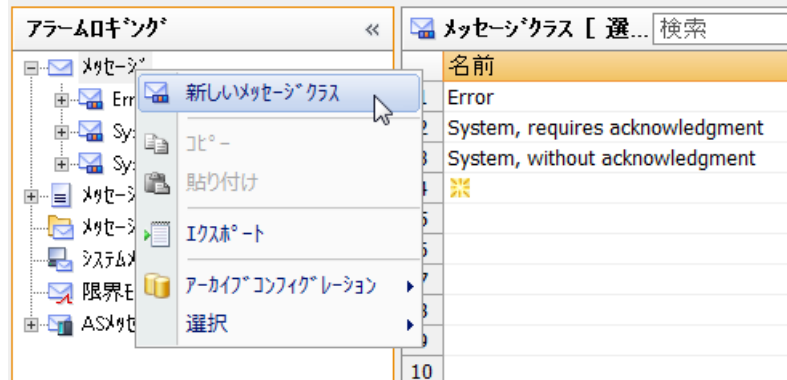 アラームロギング
«
メッセージ
Err
Sy
Sy
メッセージ
メッセージ
システムメ
限界モ
ASメッセ
新しいメッセージクラス
コピー
貼り付け
エクスポート
アーカイブコンフィグレーション
選択
メッセージクラス [ 選...
検索
名前
1 Error
2 System, requires acknowledgment
3 System, without acknowledgment
4
5
6
7
8
9
10